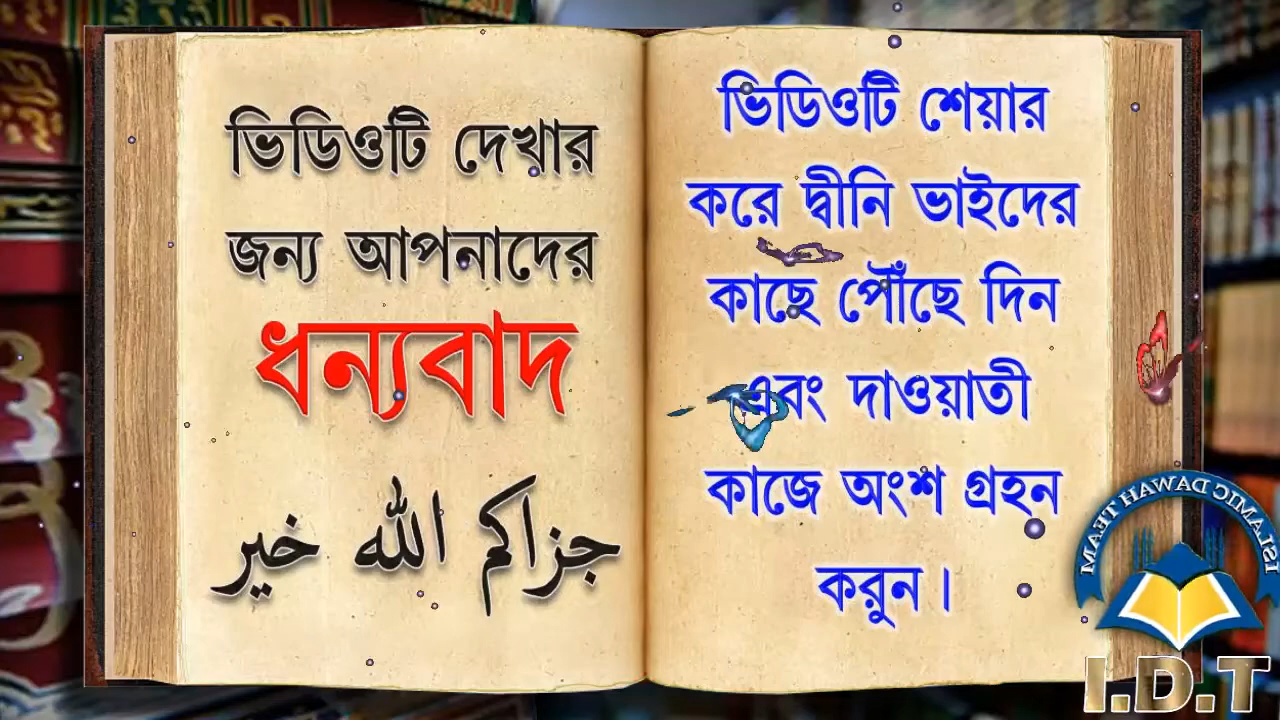 ভিডিওটি দেখার
জন্য আপনাদের
ধন্যবাদ
جزاكم الله خير
ভিডিওটি শেয়ার
করে দ্বীনি ভাইদের
কাছে পৌঁছে দিন
এবং দাওয়াতী
কাজে অংশ গ্রহন
করুন।
ISLAMIC DAWAH TEAM
I.D.T